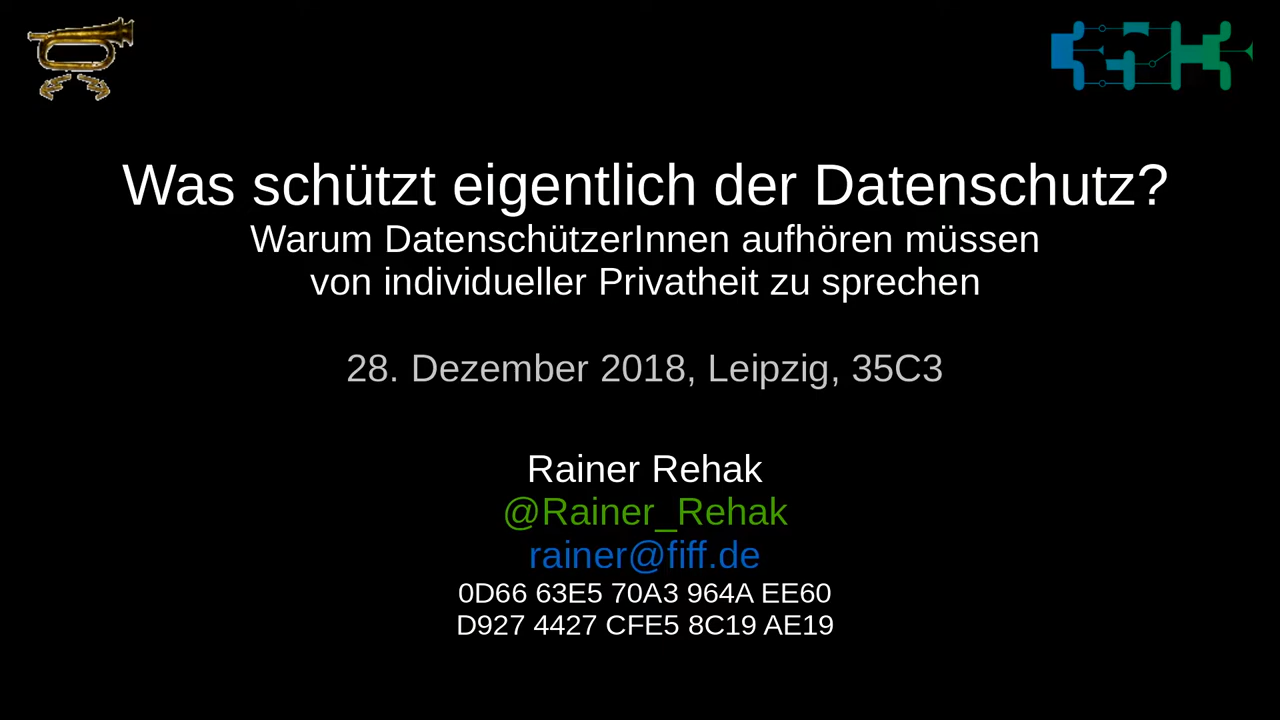 Was schützt eigentlich der Datenschutz?
Warum DatenschützerInnen aufhören müssen
von individueller Privatheit zu sprechen
28. Dezember 2018, Leipzig, 35C3
Rainer Rehak
@Rainer_Rehak
rainer@fiff.de
0D66 63E5 70A3 964A EE60
D927 4427 CFE5 8C19 AE19